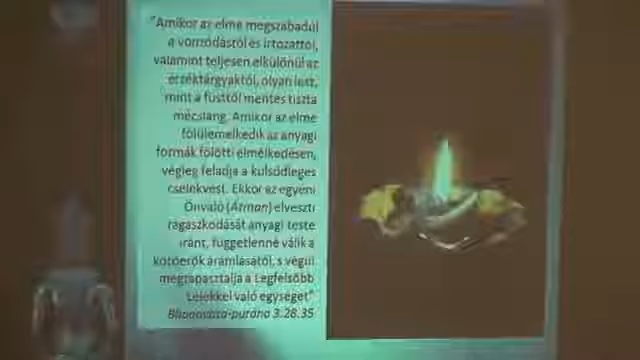 "Amikor az elme megszabadul
a vonzódástól és irtózattól,
valamint teljesen elkülönül az
érzéktárgyaktól, olyan lesz,
mint a füsttől mentes tiszta
mécsláng. Amikor az elme
fölülemelkedik az anyagi
formák fölötti elmélkedésen,
végleg feladja a külsődleges
cselekvést. Ekkor az egyéni
Önvaló (Átman) elveszti
ragaszkodását anyagi teste
iránt, függetlenné válik a
kötőerők áramlásától, s végül
megtapasztalja a Legfelsőbb
Lélekkel való egységet"
Bhágavata-purána 3.28.35